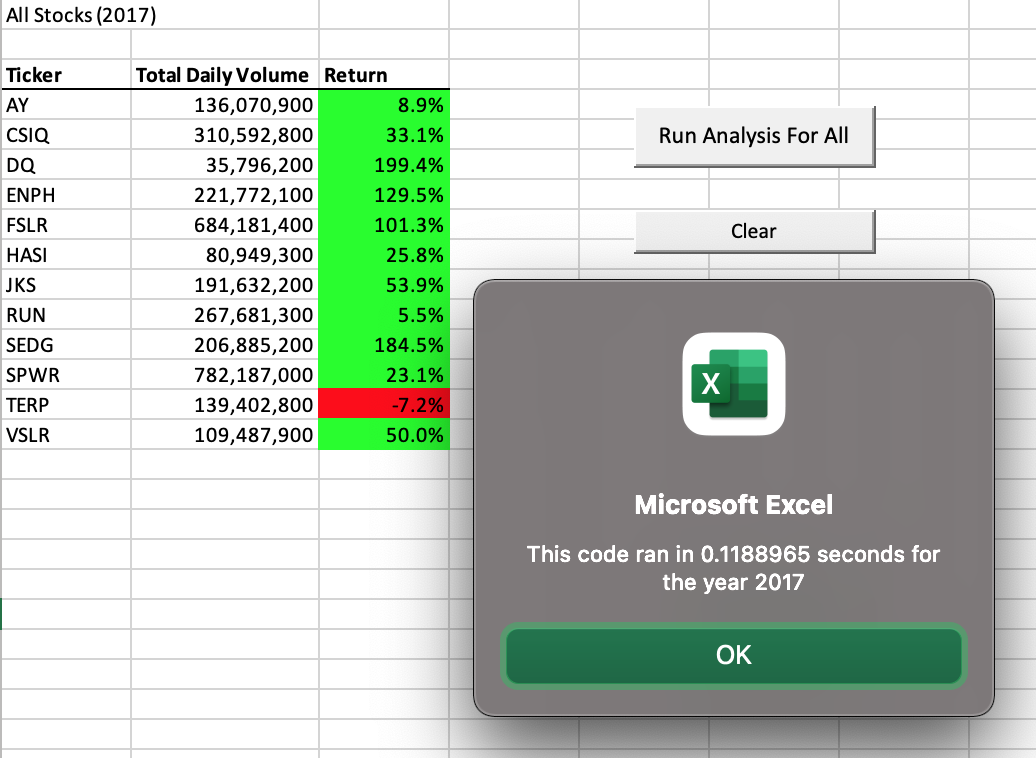 All Stocks (2017)
Ticker Total Daily Volume Return
AY 136,070,900 8.9%
CSIQ 310,592,800 33.1%
DQ 35,796,200 199.4%
ENPH 221,772,100 129.5%
FSLR 684,181,400 101.3%
HASI 80,949,300 25.8%
JKS 191,632,200 53.9%
RUN 267,681,300 5.5%
SEDG 206,885,200 184.5%
SPWR 782,187,000 23.1%
TERP 139,402,800 -7.2%
VSLR 109,487,900 50.0%
Run Analysis For All
Clear
X
Microsoft Excel
This code ran in 0.1188965 seconds for
the year 2017
OK